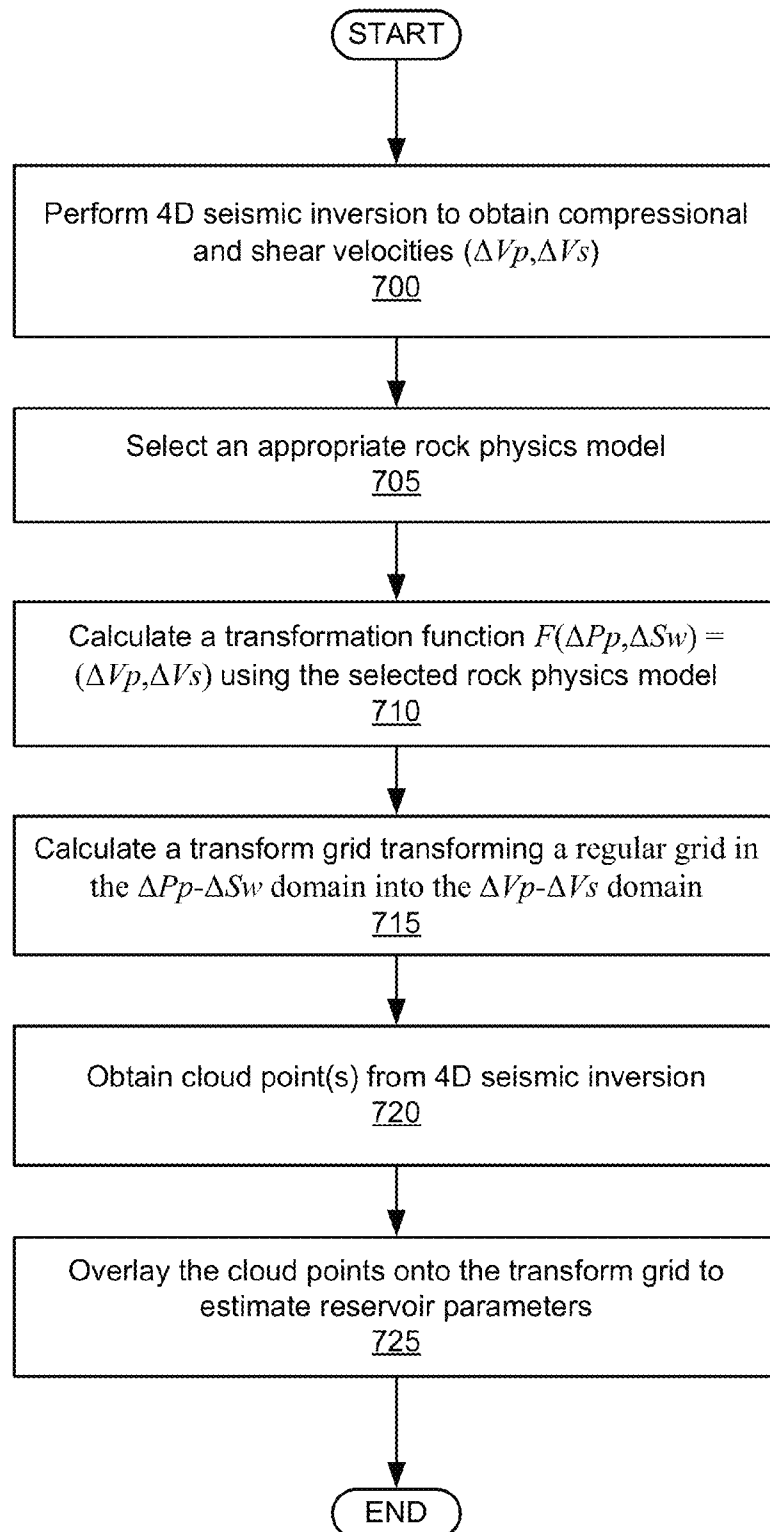 START
Perform 4D seismic inversion to obtain compressional
and shear velocities (ΔVp,ΔVs)
700
Select an appropriate rock physics model
705
Calculate a transformation function F(ΔPp,ΔSw) =
(ΔVp,ΔVs) using the selected rock physics model
710
Calculate a transform grid transforming a regular grid in
the ΔPp-ΔSw domain into the ΔVp-ΔVs domain
715
Obtain cloud point(s) from 4D seismic inversion
720
Overlay the cloud points onto the transform grid to
estimate reservoir parameters
725
END